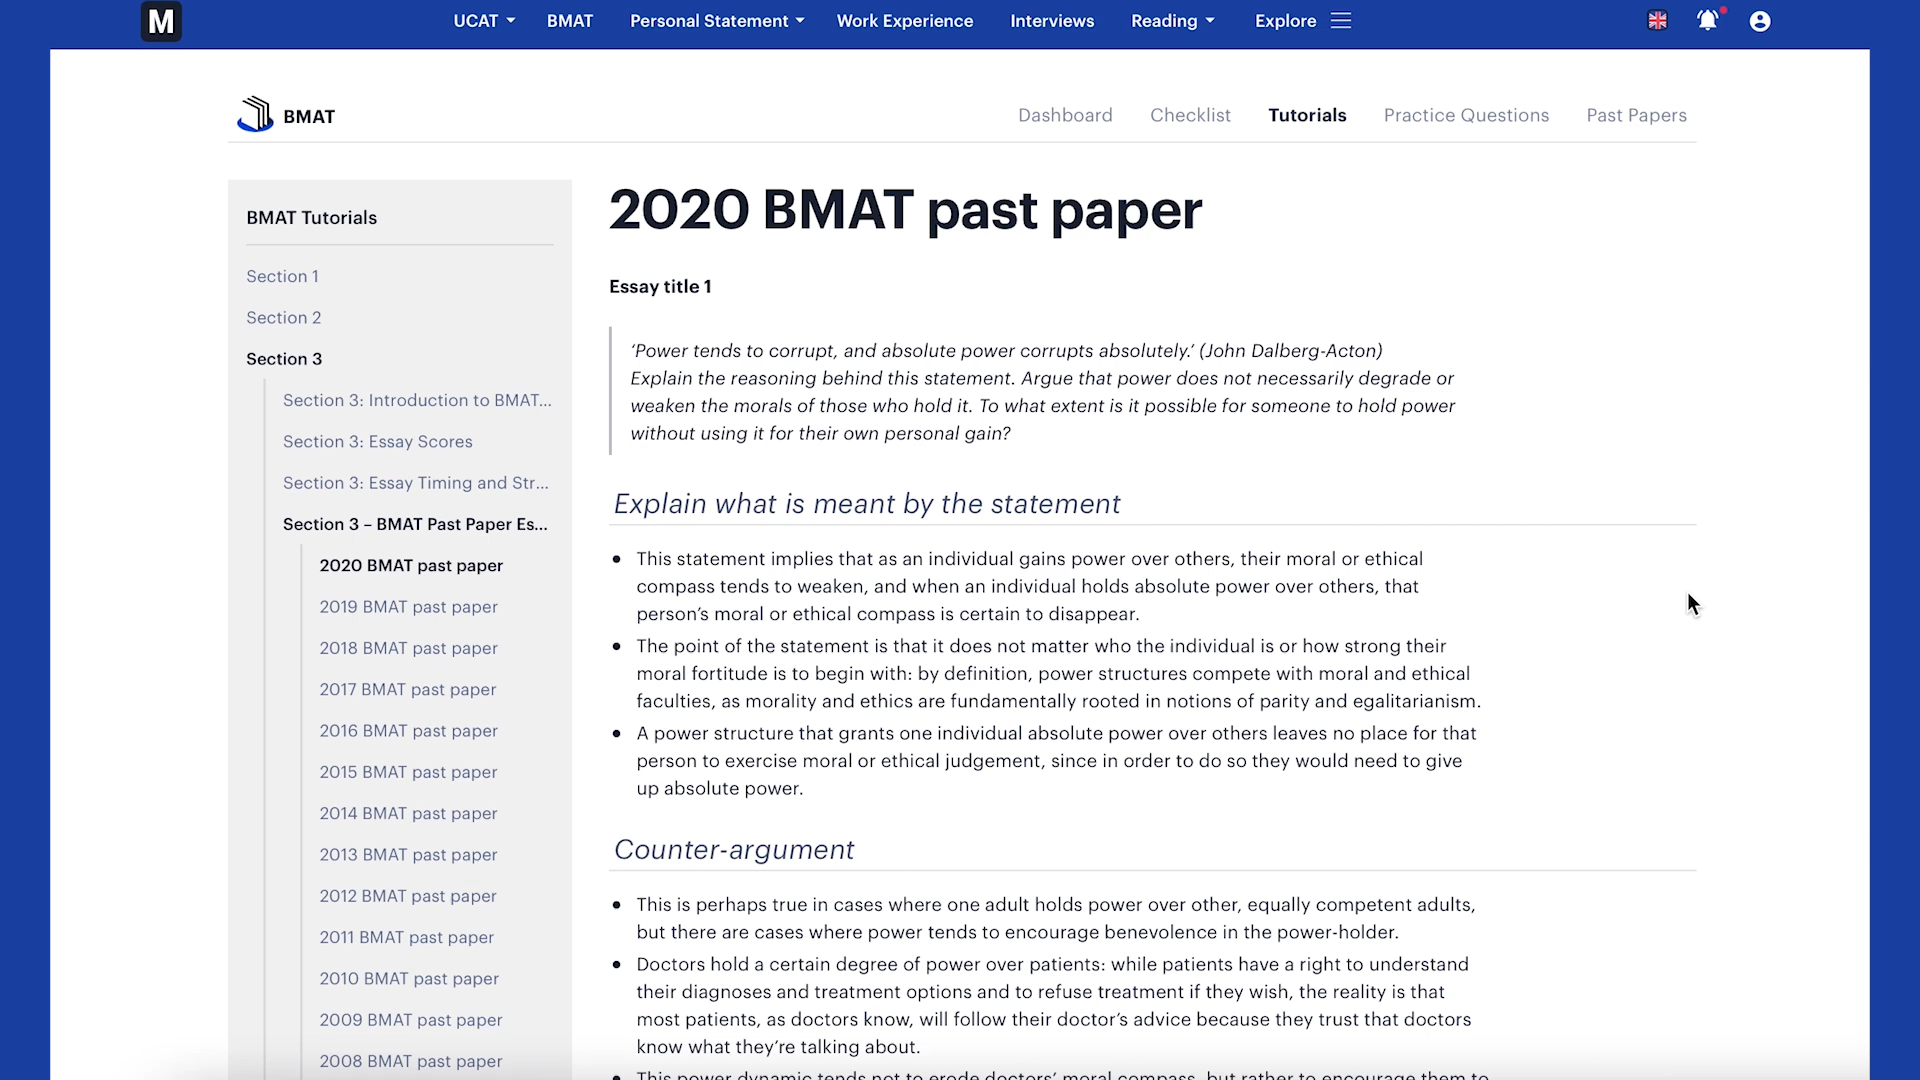 M
UCAT
BMAT
Personal Statement
Work Experience
Interviews
Reading
Explore
BMAT
Dashboard
Checklist
Tutorials
Practice Questions
Past Papers
BMAT Tutorials
Section 1
Section 2
Section 3
Section 3: Introduction to BMAT...
Section 3: Essay Scores
Section 3: Essay Timing and Str...
Section 3 – BMAT Past Paper Es...
2020 BMAT past paper
2019 BMAT past paper
2018 BMAT past paper
2017 BMAT past paper
2016 BMAT past paper
2015 BMAT past paper
2014 BMAT past paper
2013 BMAT past paper
2012 BMAT past paper
2011 BMAT past paper
2010 BMAT past paper
2009 BMAT past paper
2008 BMAT past paper
2020 BMAT past paper
Essay title 1
‘Power tends to corrupt, and absolute power corrupts absolutely.’ (John Dalberg-Acton)
Explain the reasoning behind this statement. Argue that power does not necessarily degrade or
weaken the morals of those who hold it. To what extent is it possible for someone to hold power
without using it for their own personal gain?
Explain what is meant by the statement
This statement implies that as an individual gains power over others, their moral or ethical
compass tends to weaken, and when an individual holds absolute power over others, that
person’s moral or ethical compass is certain to disappear.
The point of the statement is that it does not matter who the individual is or how strong their
moral fortitude is to begin with: by definition, power structures compete with moral and ethical
faculties, as morality and ethics are fundamentally rooted in notions of parity and egalitarianism.
A power structure that grants one individual absolute power over others leaves no place for that
person to exercise moral or ethical judgement, since in order to do so they would need to give
up absolute power.
Counter-argument
This is perhaps true in cases where one adult holds power over other, equally competent adults,
but there are cases where power tends to encourage benevolence in the power-holder.
Doctors hold a certain degree of power over patients: while patients have a right to understand
their diagnoses and treatment options and to refuse treatment if they wish, the reality is that
most patients, as doctors know, will follow their doctor’s advice because they trust that doctors
know what they’re talking about.
This power dynamic tends not to erode doctors’ moral compass, but rather to encourage them to